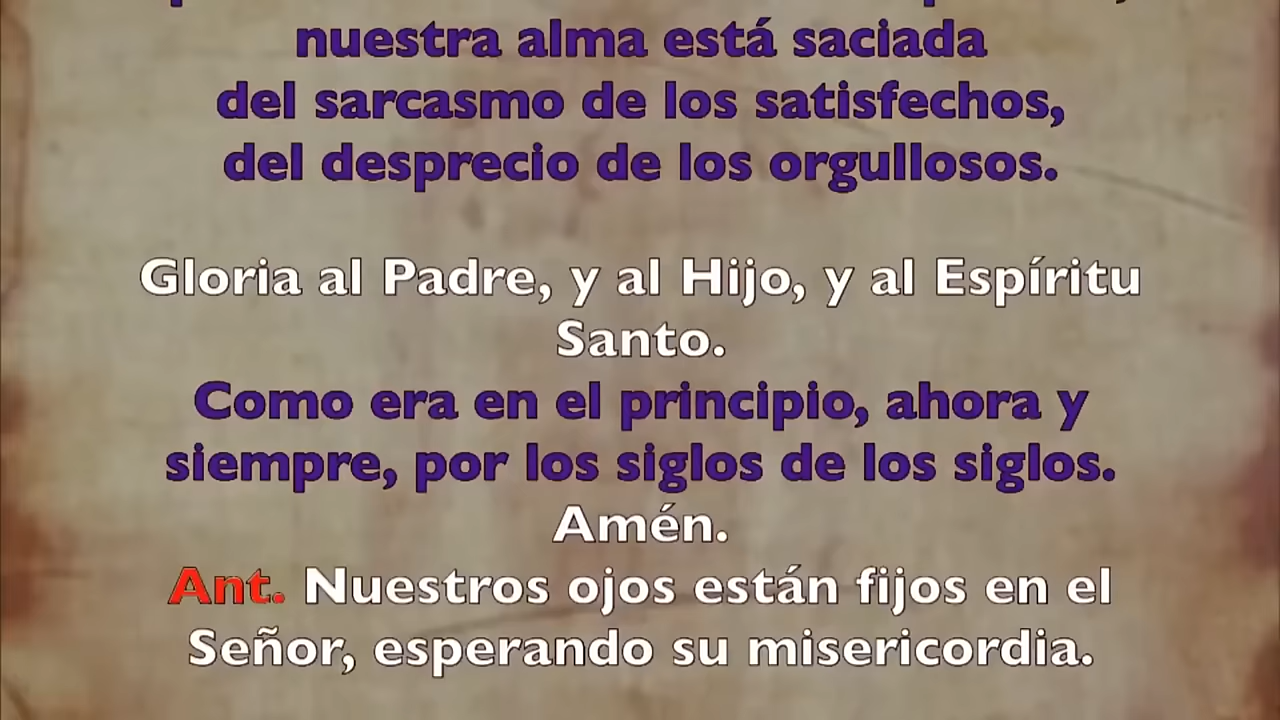 nuestra alma está saciada
del sarcasmo de los satisfechos,
del desprecio de los orgullosos.
Gloria al Padre, y al Hijo, y al Espíritu
Santo.
Como era en el principio, ahora y
siempre, por los siglos de los siglos.
Amén.
Ant. Nuestros ojos están fijos en el
Señor, esperando su misericordia.